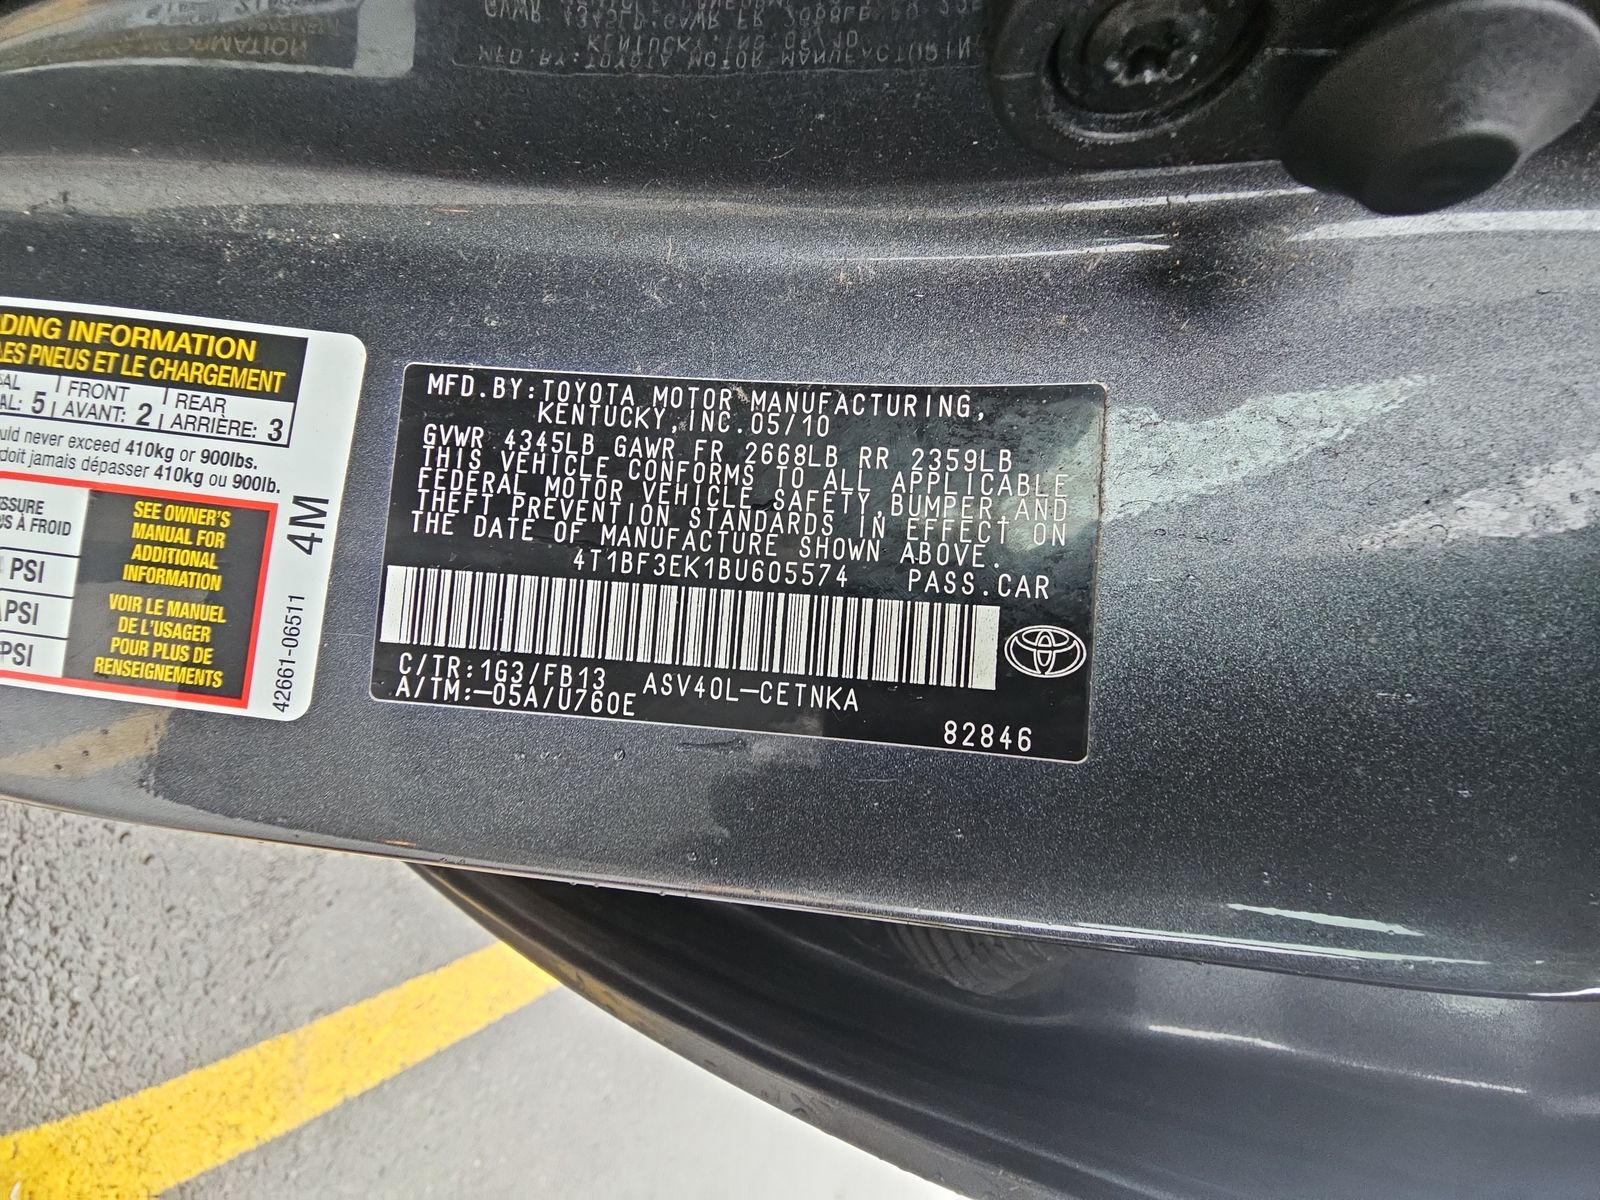 DING INFORMATION
LES PNEUS ET LE CHARGEMENT
FRONT REAR
AL: 5 AVANT: 2 ARRIÈRE: 3
uld never exceed 410kg or 900lbs.
doit jamais dépasser 410kg ou 900lb.
SSURE
S À FROID
PSI
PSI
PSI
SEE OWNER'S
MANUAL FOR
ADDITIONAL
INFORMATION
VOIR LE MANUEL
DE L'USAGER
POUR PLUS DE
RENSEIGNEMENTS
4M
42661-06511
MFD.BY:TOYOTA MOTOR MANUFACTURING,
KENTUCKY,INC.05/10
GVWR 4345LB GAWR FR 2668LB RR 2359LB
THIS VEHICLE CONFORMS TO ALL APPLICABLE
FEDERAL MOTOR VEHICLE SAFETY,BUMPER,AND
THEFT PREVENTION STANDARDS IN EFFECT ON
THE DATE OF MANUFACTURE SHOWN ABOVE.
4T1BF3EK1BU605574 PASS.CAR
C/TR:1G3/FB13
A/TM:-05A/U760E ASV40L-CETNKA
82846